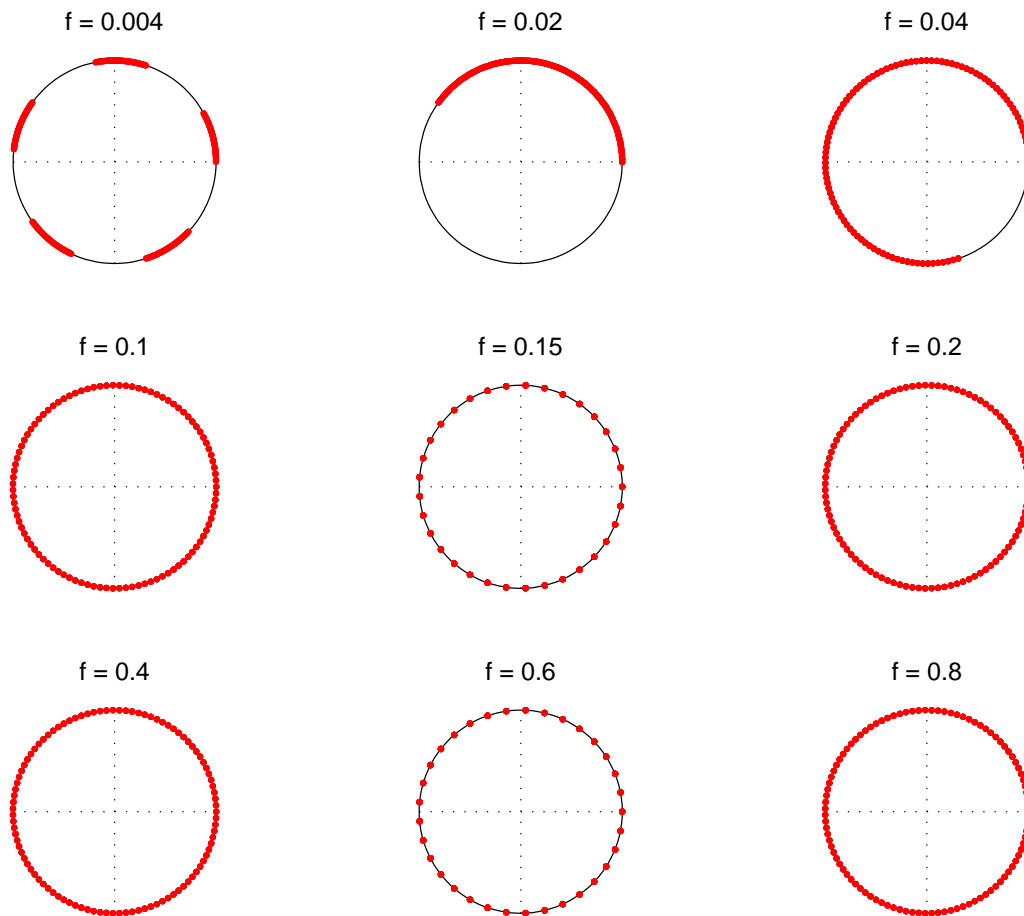 f = 0.004
f = 0.02
f = 0.04
f = 0.1
f = 0.15
f = 0.2
f = 0.4
f = 0.6
f = 0.8